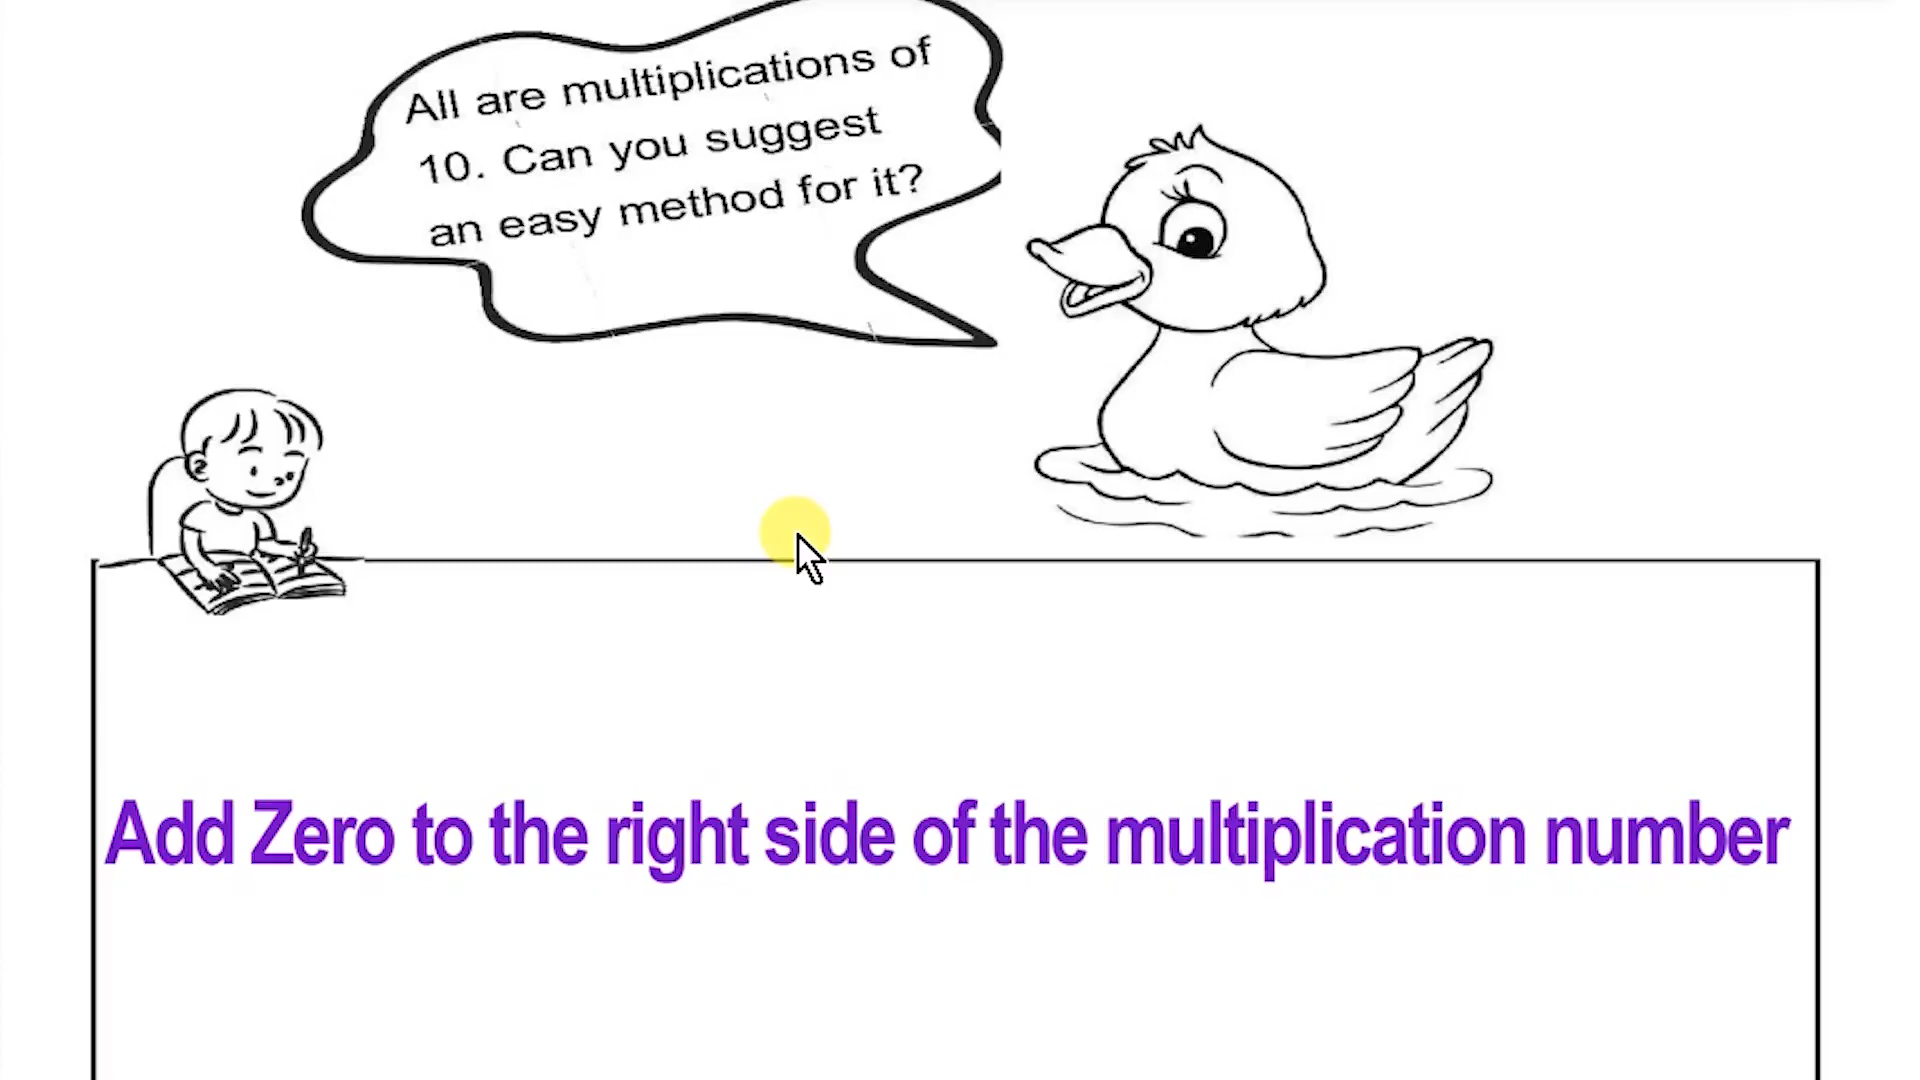 All are multiplications of
10. Can you suggest
an easy method for it?
Add Zero to the right side of the multiplication number